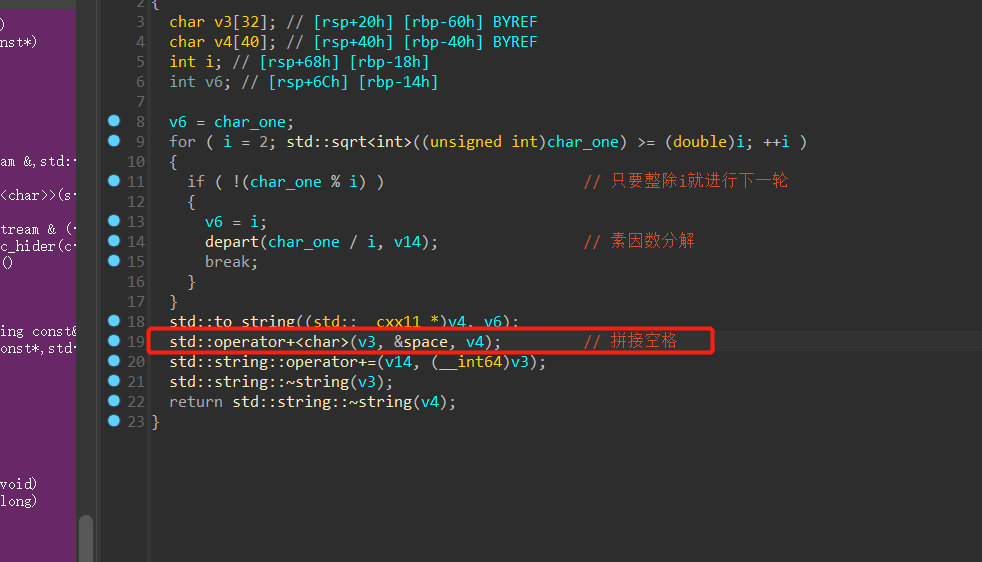 )
nst*)
am &,std::
<char>>(s
tream & (
c_hider(c
()
ing const&
onst*,std
void)
long)
2 {
3 char v3[32]; // [rsp+20h] [rbp-60h] BYREF
4 char v4[40]; // [rsp+40h] [rbp-40h] BYREF
5 int i; // [rsp+68h] [rbp-18h]
6 int v6; // [rsp+6Ch] [rbp-14h]
7
8 v6 = char_one;
9 for ( i = 2; std::sqrt<int>((unsigned int)char_one) >= (double)i; ++i )
10 {
11 if ( !(char_one % i) ) // 只要整除i就进行下一轮
12 {
13 v6 = i;
14 depart(char_one / i, v14); // 素因数分解
15 break;
16 }
17 }
18 std::to_string((std::__cxx11 *)v4, v6);
19 std::operator+<char>(v3, &space, v4); // 拼接空格
20 std::string::operator+=(v14, (__int64)v3);
21 std::string::~string(v3);
22 return std::string::~string(v4);
23 }